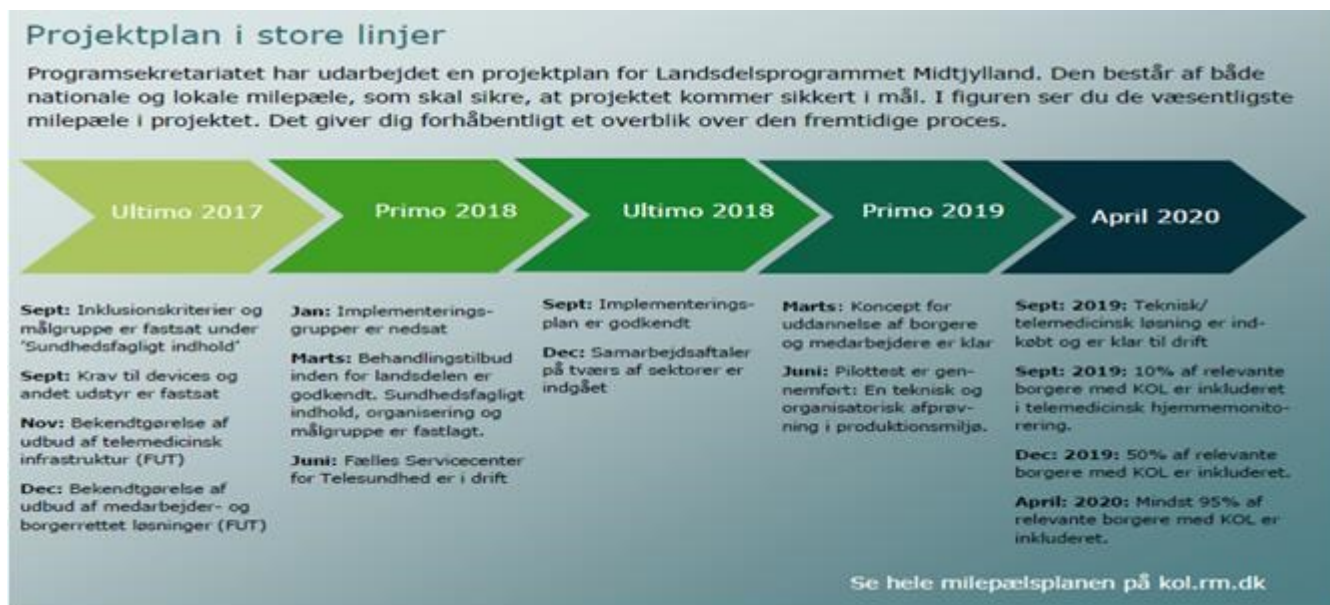 Projektplan i store linjer
Programsekretariatet har udarbejdet en projektplan for Landsdelsprogrammet Midtjylland. Den består af både
nationale og lokale milepæle, som skal sikre, at projektet kommer sikkert i mål. I figuren ser du de væsentligste
milepæle i projektet. Det giver dig forhåbentligt et overblik over den fremtidige proces.
Ultimo 2017
Sept: Inklusionskriterier og
målgruppe er fastsat under
'Sundhedsfagligt indhold'
Sept: Krav til devices og
andet udstyr er fastsat
Nov: Bekendtgørelse af
udbud af telemedicinsk
infrastruktur (FUT)
Dec: Bekendtgørelse af
udbud af medarbejder- og
borgerrettet løsninger (FUT)
Primo 2018
Jan: Implementerings-
grupper er nedsat
Marts: Behandlingstilbud
inden for landsdelen er
godkendt. Sundhedsfagligt
indhold, organisering og
målgruppe er fastlagt.
Juni: Fælles Servicecenter
for Telesundhed er i drift
Ultimo 2018
Sept: Implementerings-
plan er godkendt
Dec: Samarbejdsaftaler
på tværs af sektorer er
indgået
Primo 2019
Marts: Koncept for
uddannelse af borgere
og medarbejdere er klar
Juni: Pilottest er gen-
nemført: En teknisk og
organisatorisk afprøv-
ning i produktionsmiljø.
April 2020
Sept: 2019: Teknisk/
telemedicinsk løsning er ind-
købt og er klar til drift
Sept: 2019: 10% af relevante
borgere med KOL er inkluderet
i telemedicinsk hjemmemonito-
rering.
Dec: 2019: 50% af relevante
borgere med KOL er inkluderet.
April: 2020: Mindst 95% af
relevante borgere med KOL er
inkluderet.
Se hele milepælsplanen på kol.rm.dk